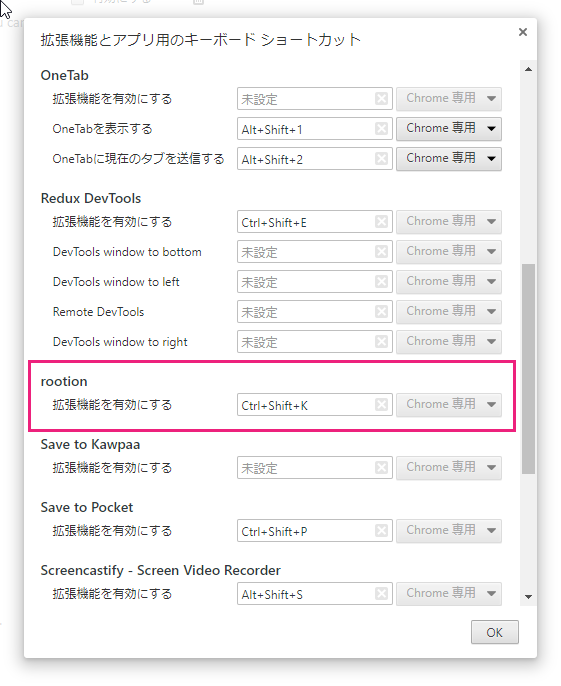 有効にする
拡張機能とアプリ用のキーボード ショートカット
OneTab
拡張機能を有効にする 未設定 Chrome 専用
OneTabを表示する Alt+Shift+1 Chrome 専用
OneTabに現在のタブを送信する Alt+Shift+2 Chrome 専用
Redux DevTools
拡張機能を有効にする Ctrl+Shift+E Chrome 専用
DevTools window to bottom 未設定 Chrome 専用
DevTools window to left 未設定 Chrome 専用
Remote DevTools 未設定 Chrome 専用
DevTools window to right 未設定 Chrome 専用
rootion
拡張機能を有効にする Ctrl+Shift+K Chrome 専用
Save to Kawpaa
拡張機能を有効にする 未設定 Chrome 専用
Save to Pocket
拡張機能を有効にする Ctrl+Shift+P Chrome 専用
Screencastify - Screen Video Recorder
拡張機能を有効にする Alt+Shift+S Chrome 専用
OK